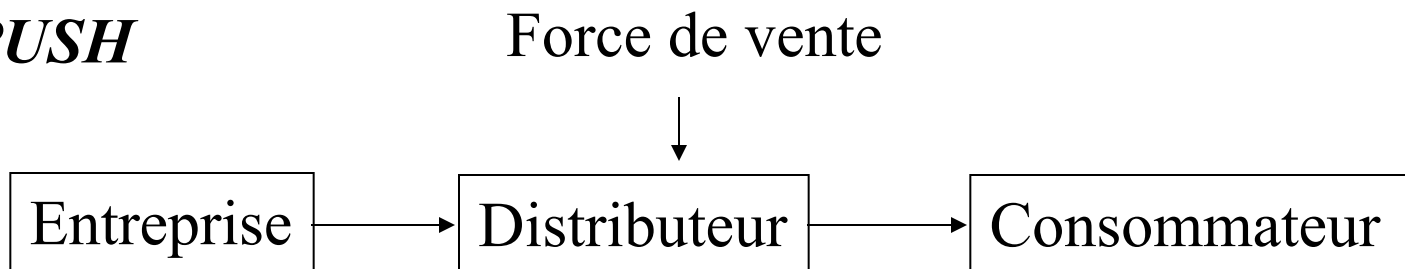 PUSH
Force de vente
Entreprise
Distributeur
Consommateur